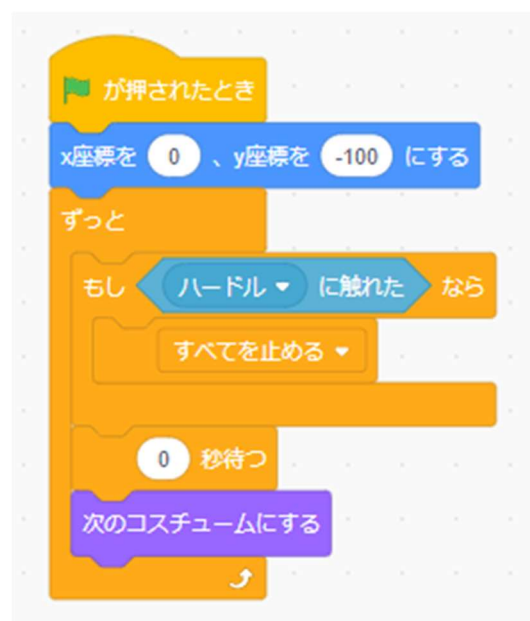 が押されたとき
x座標を 0 、y座標を -100 にする
ずっと
もし ハードル に触れた なら
すべてを止める
0 秒待つ
次のコスチュームにする